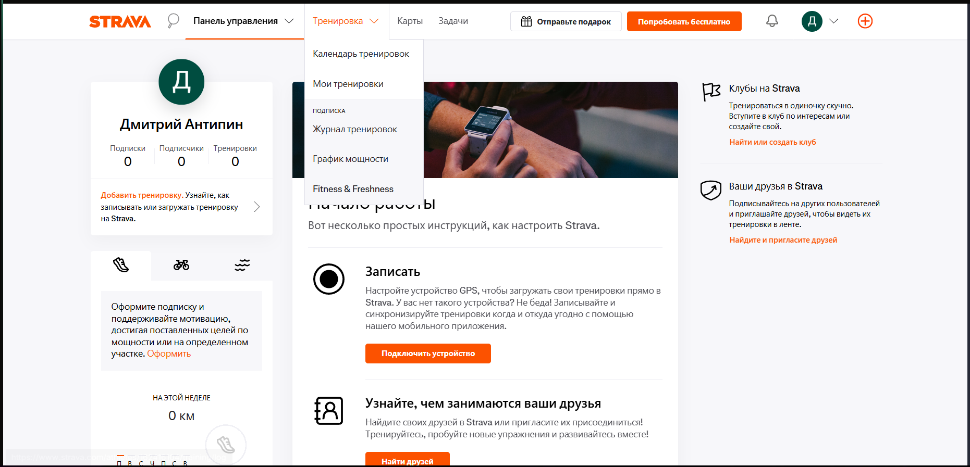 STRAVA
Панель управления
Тренировка
Карты
Задачи
Отправьте подарок
Попробовать бесплатно
Д
Календарь тренировок
Мои тренировки
ПОДПИСКА
Журнал тренировок
График мощности
Fitness & Freshness
Д
Дмитрий Антипин
Подписки Подписчики Тренировки
0 0 0
Добавить тренировку. Узнайте, как
записывать или загружать тренировку
на Strava.
Оформите подписку и
поддерживайте мотивацию,
достигая поставленных целей по
мощности или на определенном
участке. Оформить
НА ЭТОЙ НЕДЕЛЕ
0 км
П В С Ч П С В
Начало работы
Вот несколько простых инструкций, как настроить Strava.
Записать
Настройте устройство GPS, чтобы загружать свои тренировки прямо в
Strava. У вас нет такого устройства? Не беда! Записывайте и
синхронизируйте тренировки когда и откуда угодно с помощью
нашего мобильного приложения.
Подключить устройство
Узнайте, чем занимаются ваши друзья
Найдите своих друзей в Strava или пригласите их присоединиться!
Тренируйтесь, пробуйте новые упражнения и развивайтесь вместе!
Найти друзей
Клубы на Strava
Тренироваться в одиночку скучно.
Вступите в клуб по интересам или
создайте свой.
Найти или создать клуб
Ваши друзья в Strava
Подписывайтесь на других пользователей
и приглашайте друзей, чтобы видеть их
тренировки в ленте.
Найдите и пригласите друзей